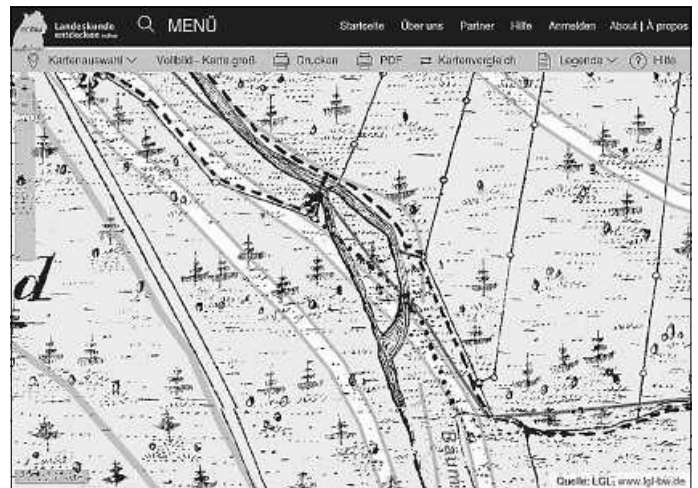 Landeskunde
entdecken online
MENÜ
Startseite Über uns Partner Hilfe Anmelden About | À propos
Kartenauswahl Vollbild - Karte groß Drucken PDF Kartenvergleich Legende Hilfe
d
Quelle: LGL, www.lgl-bw.de